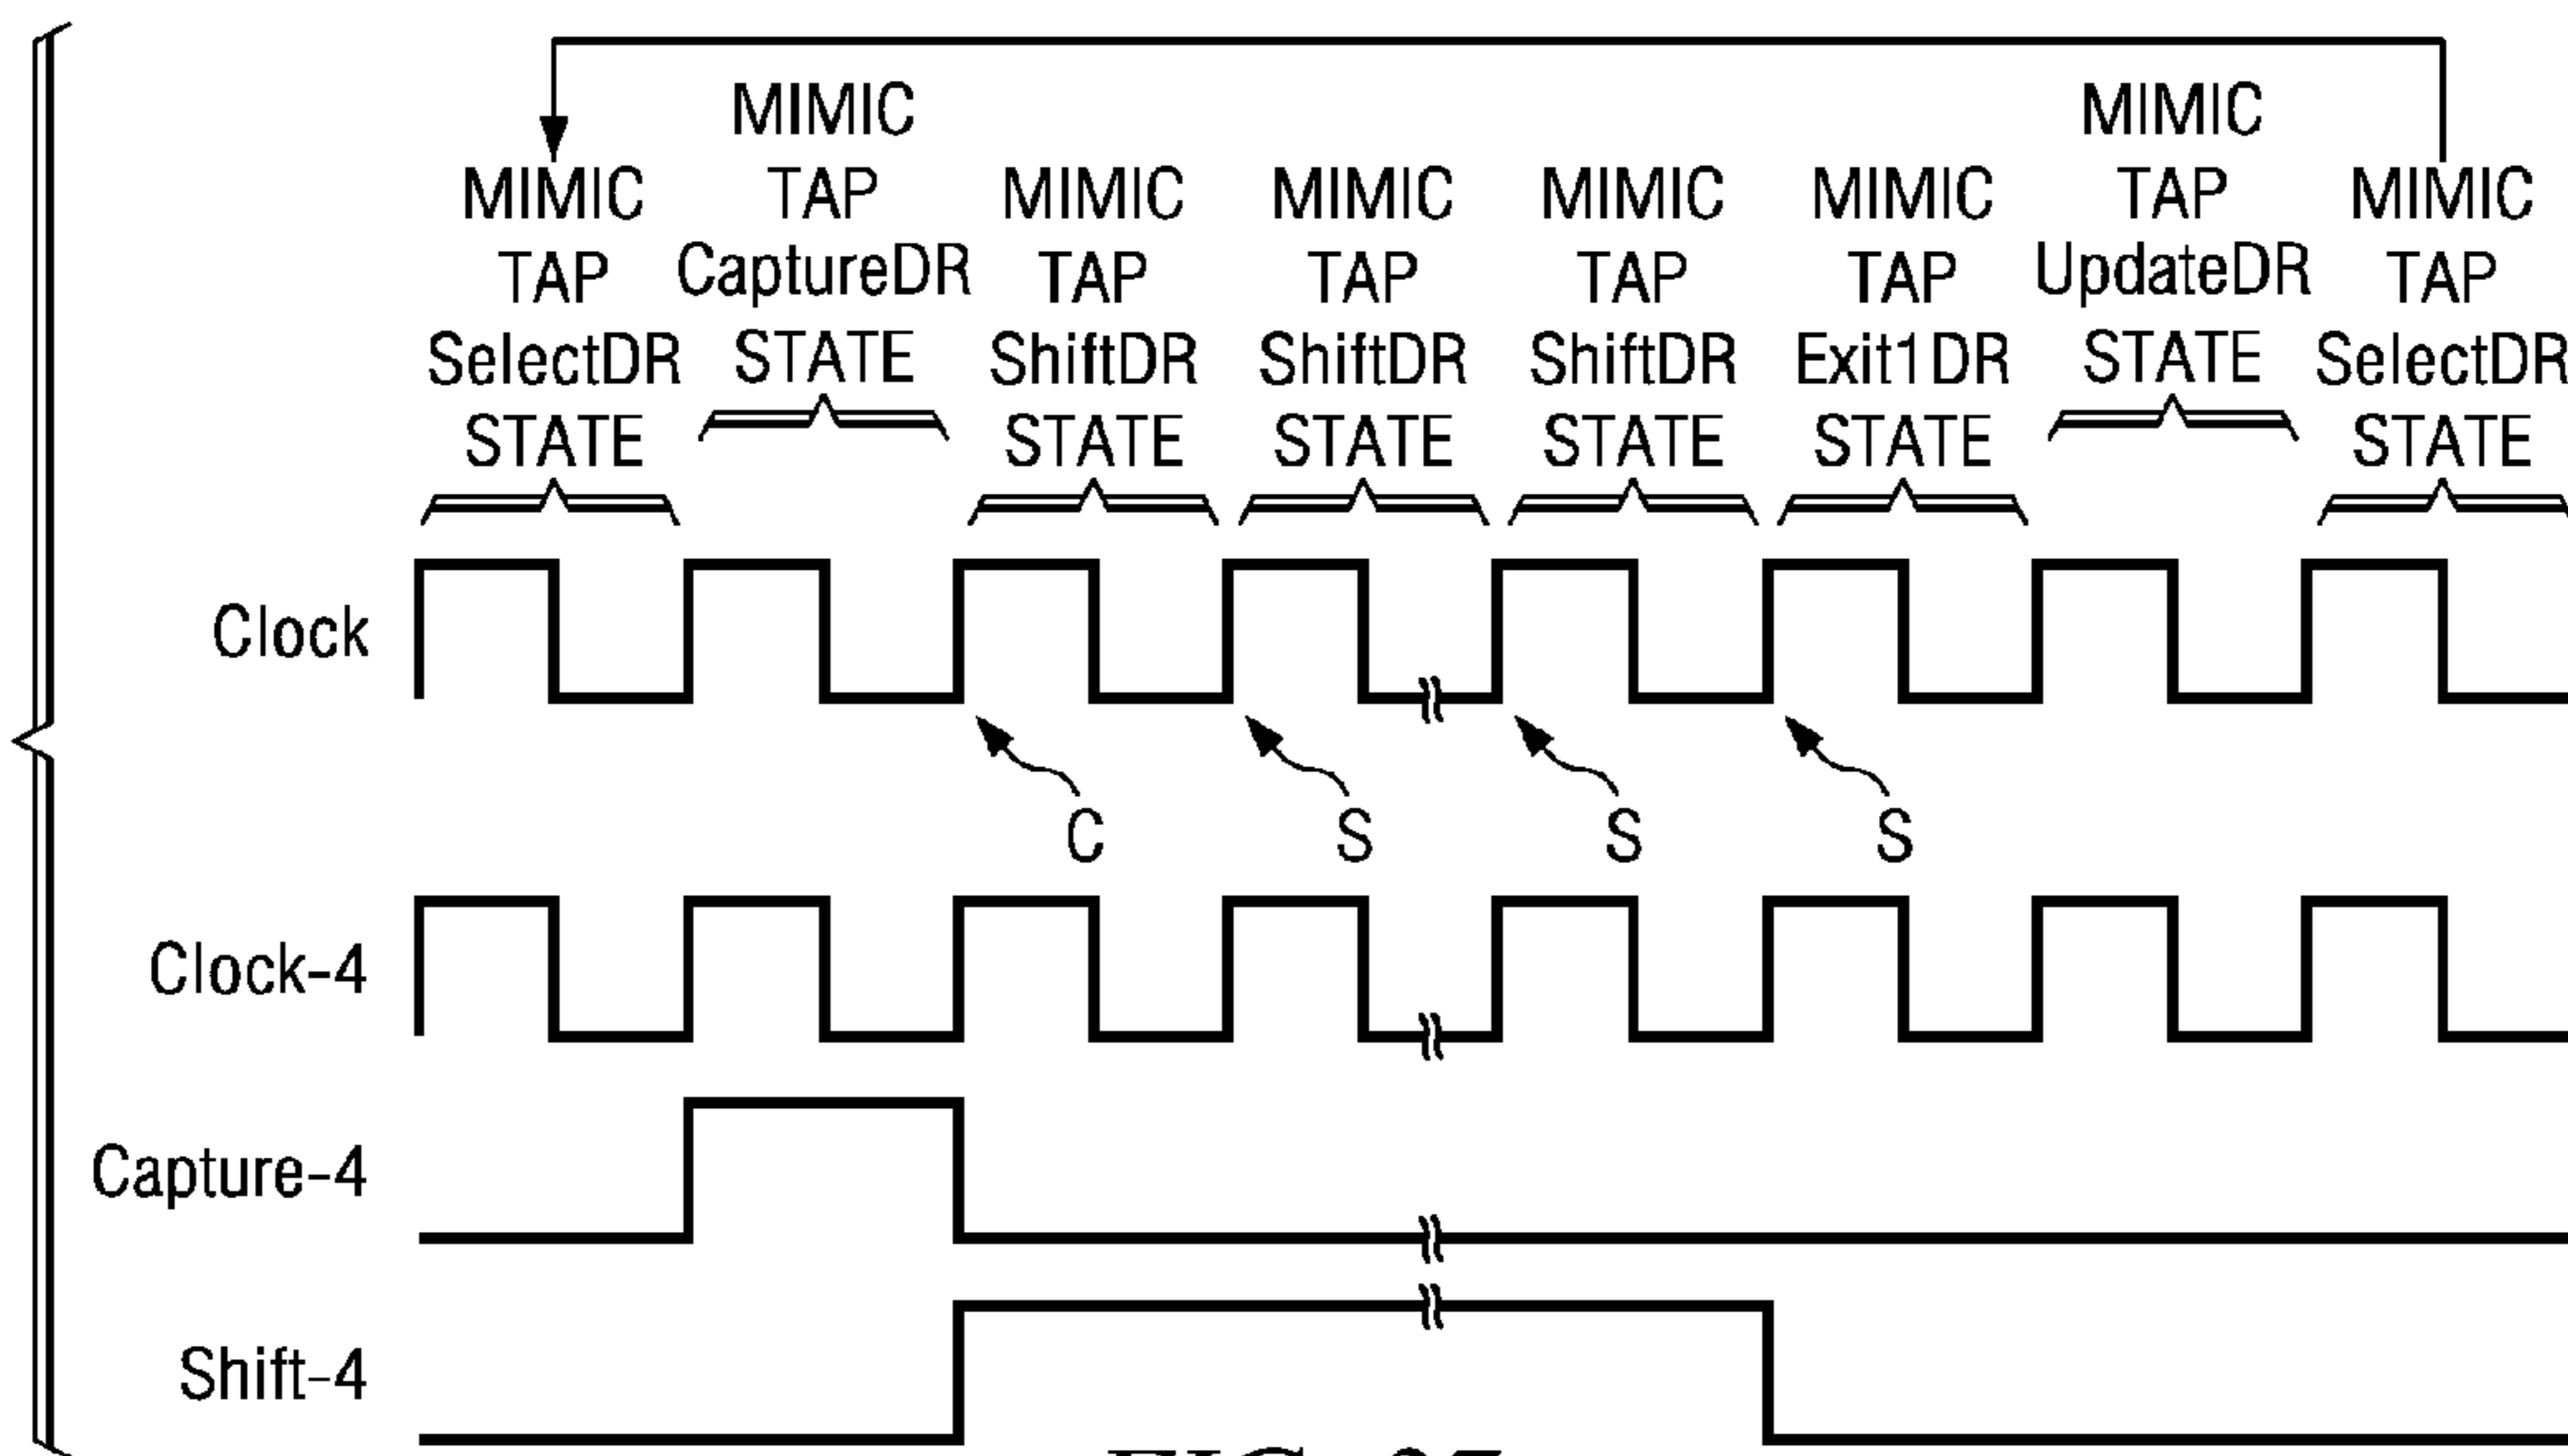 MIMIC
TAP
SelectDR
STATE
MIMIC
TAP
CaptureDR
STATE
MIMIC
TAP
ShiftDR
STATE
MIMIC
TAP
ShiftDR
STATE
MIMIC
TAP
ShiftDR
STATE
MIMIC
TAP
Exit1DR
STATE
MIMIC
TAP
UpdateDR
STATE
MIMIC
TAP
SelectDR
STATE
Clock
C
S
S
S
Clock-4
Capture-4
Shift-4